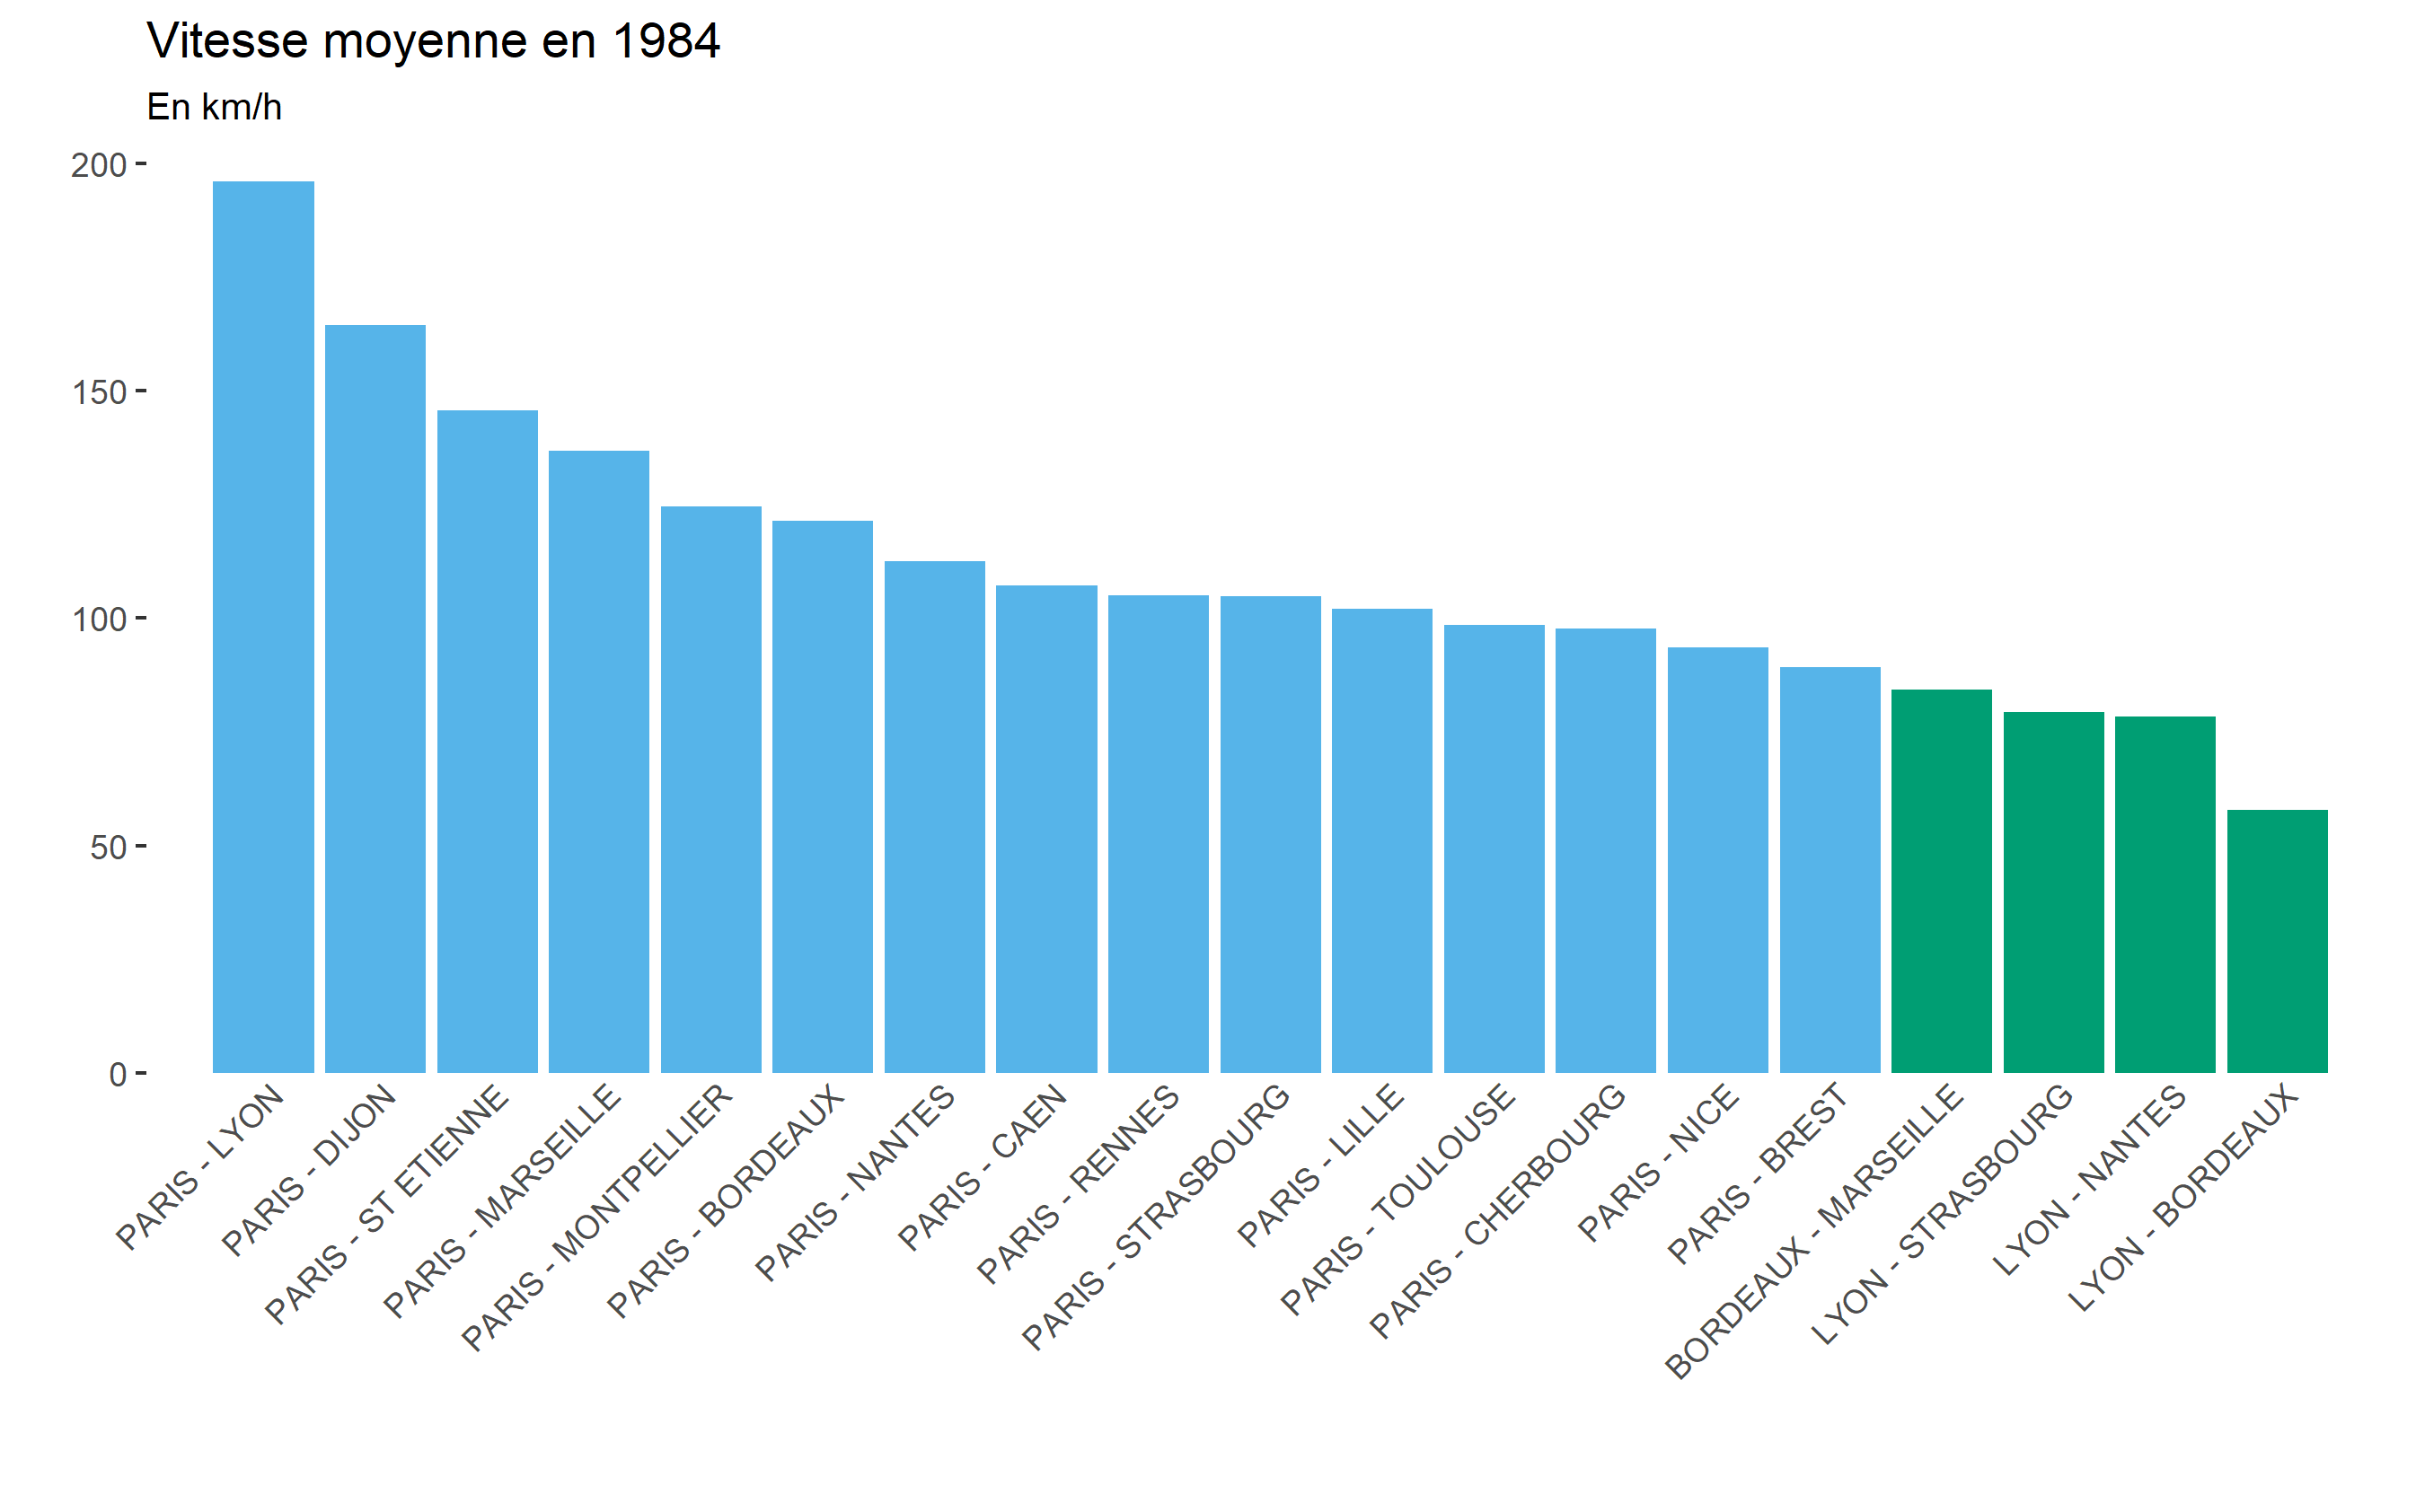 Vitesse moyenne en 1984
En km/h
200
150
100
50
0
PARIS - LYON
PARIS - DIJON
PARIS - ST ETIENNE
PARIS - MARSEILLE
PARIS - MONTPELLIER
PARIS - BORDEAUX
PARIS - NANTES
PARIS - CAEN
PARIS - RENNES
PARIS - STRASBOURG
PARIS - LILLE
PARIS - TOULOUSE
PARIS - CHERBOURG
PARIS - NICE
PARIS - BREST
BORDEAUX - MARSEILLE
LYON - STRASBOURG
LYON - NANTES
LYON - BORDEAUX